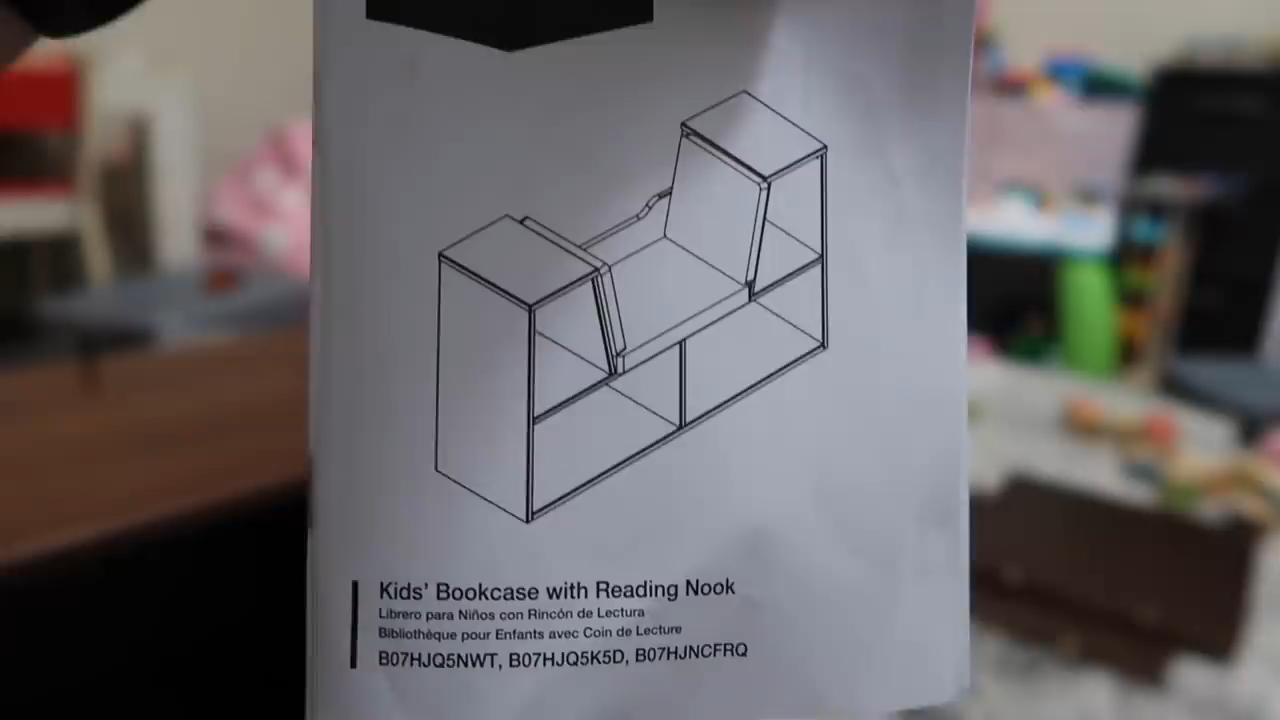 Kids' Bookcase with Reading Nook
Librero para Niños con Rincón de Lectura
Bibliothèque pour Enfants avec Coin de Lecture
B07HJQ5NWT, B07HJQ5K5D, B07HJNCFRQ